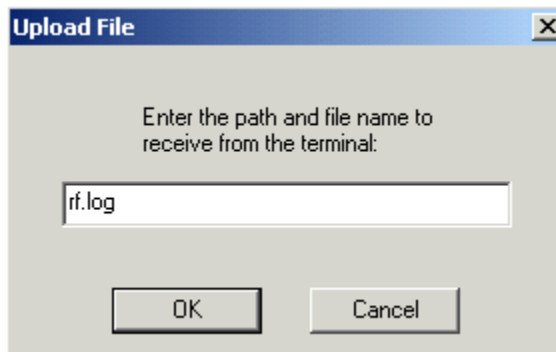 Upload File
Enter the path and file name to
receive from the terminal:
rf.log
OK
Cancel